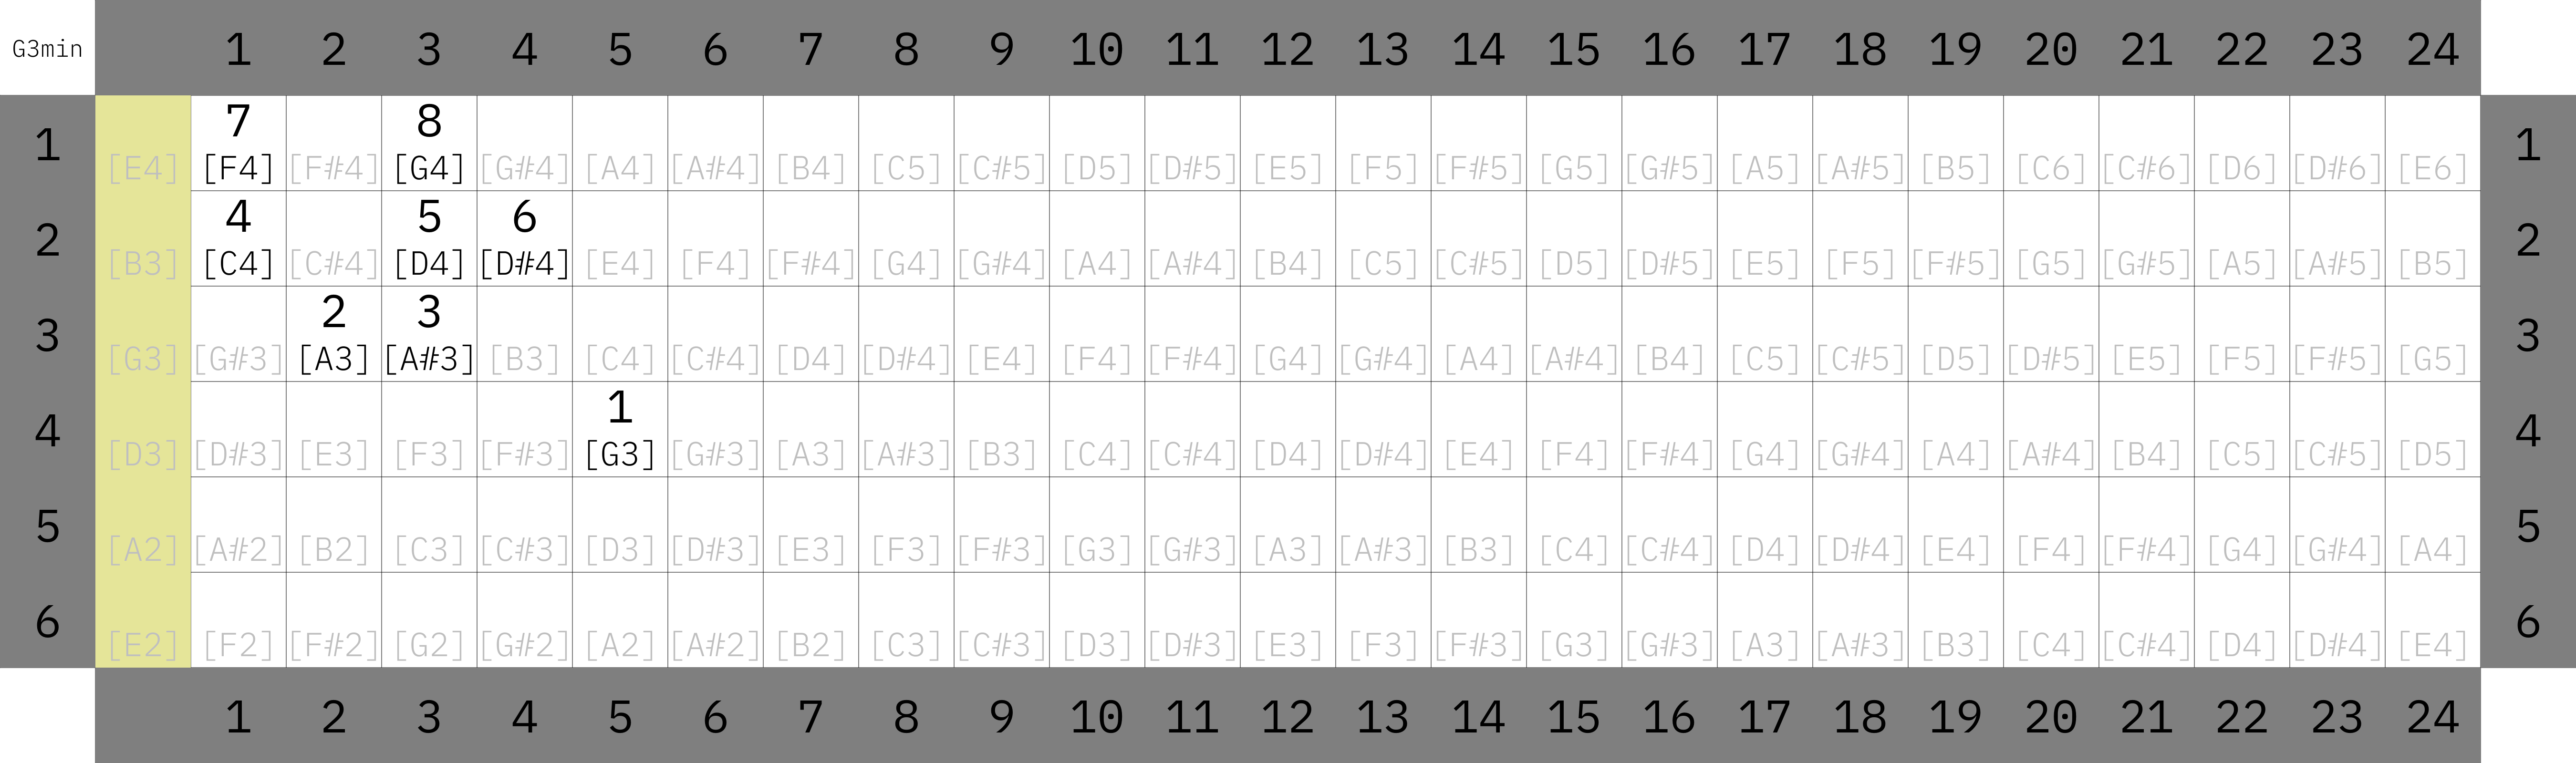 G3min 1 2 3 4 5 6 7 8 9 10 11 12 13 14 15 16 17 18 19 20 21 22 23 24
7 8
1 [E4] [F4] [F#4] [G4] [G#4] [A4] [A#4] [B4] [C5] [C#5] [D5] [D#5] [E5] [F5] [F#5] [G5] [G#5] [A5] [A#5] [B5] [C6] [C#6] [D6] [D#6] [E6] 1
4 5 6
2 [B3] [C4] [C#4] [D4] [D#4] [E4] [F4] [F#4] [G4] [G#4] [A4] [A#4] [B4] [C5] [C#5] [D5] [D#5] [E5] [F5] [F#5] [G5] [G#5] [A5] [A#5] [B5] 2
2 3
3 [G3] [G#3] [A3] [A#3] [B3] [C4] [C#4] [D4] [D#4] [E4] [F4] [F#4] [G4] [G#4] [A4] [A#4] [B4] [C5] [C#5] [D5] [D#5] [E5] [F5] [F#5] [G5] 3
1
4 [D3] [D#3] [E3] [F3] [F#3] [G3] [G#3] [A3] [A#3] [B3] [C4] [C#4] [D4] [D#4] [E4] [F4] [F#4] [G4] [G#4] [A4] [A#4] [B4] [C5] [C#5] [D5] 4
5 [A2] [A#2] [B2] [C3] [C#3] [D3] [D#3] [E3] [F3] [F#3] [G3] [G#3] [A3] [A#3] [B3] [C4] [C#4] [D4] [D#4] [E4] [F4] [F#4] [G4] [G#4] [A4] 5
6 [E2] [F2] [F#2] [G2] [G#2] [A2] [A#2] [B2] [C3] [C#3] [D3] [D#3] [E3] [F3] [F#3] [G3] [G#3] [A3] [A#3] [B3] [C4] [C#4] [D4] [D#4] [E4] 6
1 2 3 4 5 6 7 8 9 10 11 12 13 14 15 16 17 18 19 20 21 22 23 24